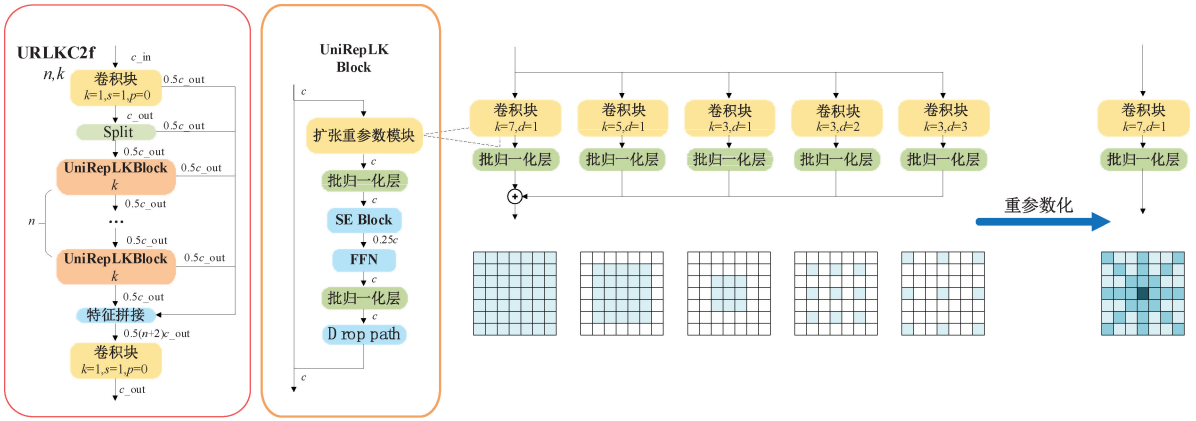 URLKC2f
n,k
c_in
卷积块
k=1,s=1,p=0
0.5c_out
c_out
Split
0.5c_out
0.5c_out
UniRepLKBlock
k
0.5c_out
0.5c_out
n
...
0.5c_out
UniRepLKBlock
k
0.5c_out
0.5c_out
特征拼接
0.5(n+2)c_out
卷积块
k=1,s=1,p=0
c_out
UniRepLK
Block
c
扩张重参数模块
c
批归一化层
c
SE Block
0.25c
FFN
c
批归一化层
c
Drop path
c
卷积块
k=7,d=1
批归一化层
卷积块
k=5,d=1
批归一化层
卷积块
k=3,d=1
批归一化层
卷积块
k=3,d=2
批归一化层
卷积块
k=3,d=3
批归一化层
+
重参数化
卷积块
k=7,d=1
批归一化层